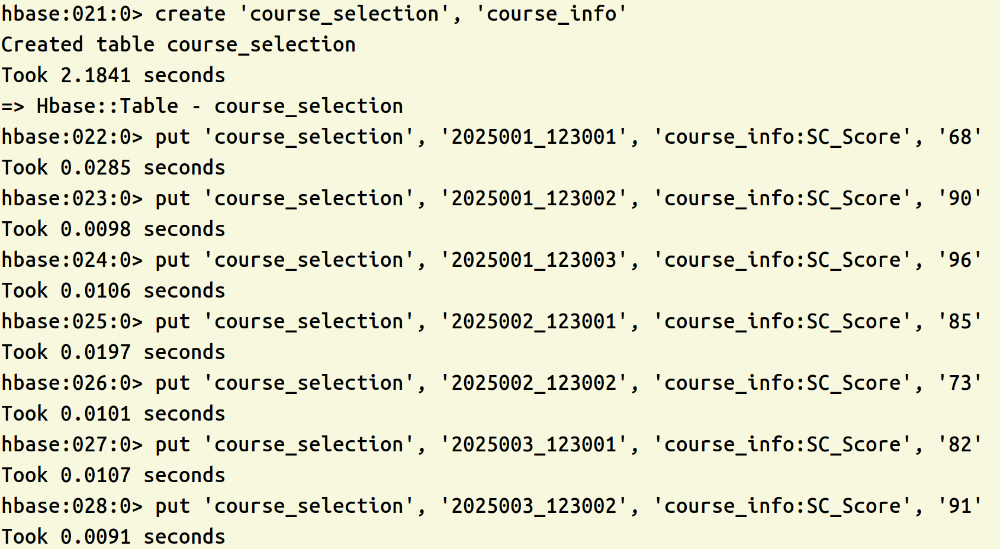 hbase:021:0> create 'course_selection', 'course_info'
Created table course_selection
Took 2.1841 seconds
=> Hbase::Table - course_selection
hbase:022:0> put 'course_selection', '2025001_123001', 'course_info:SC_Score', '68'
Took 0.0285 seconds
hbase:023:0> put 'course_selection', '2025001_123002', 'course_info:SC_Score', '90'
Took 0.0098 seconds
hbase:024:0> put 'course_selection', '2025001_123003', 'course_info:SC_Score', '96'
Took 0.0106 seconds
hbase:025:0> put 'course_selection', '2025002_123001', 'course_info:SC_Score', '85'
Took 0.0197 seconds
hbase:026:0> put 'course_selection', '2025002_123002', 'course_info:SC_Score', '73'
Took 0.0101 seconds
hbase:027:0> put 'course_selection', '2025003_123001', 'course_info:SC_Score', '82'
Took 0.0107 seconds
hbase:028:0> put 'course_selection', '2025003_123002', 'course_info:SC_Score', '91'
Took 0.0091 seconds